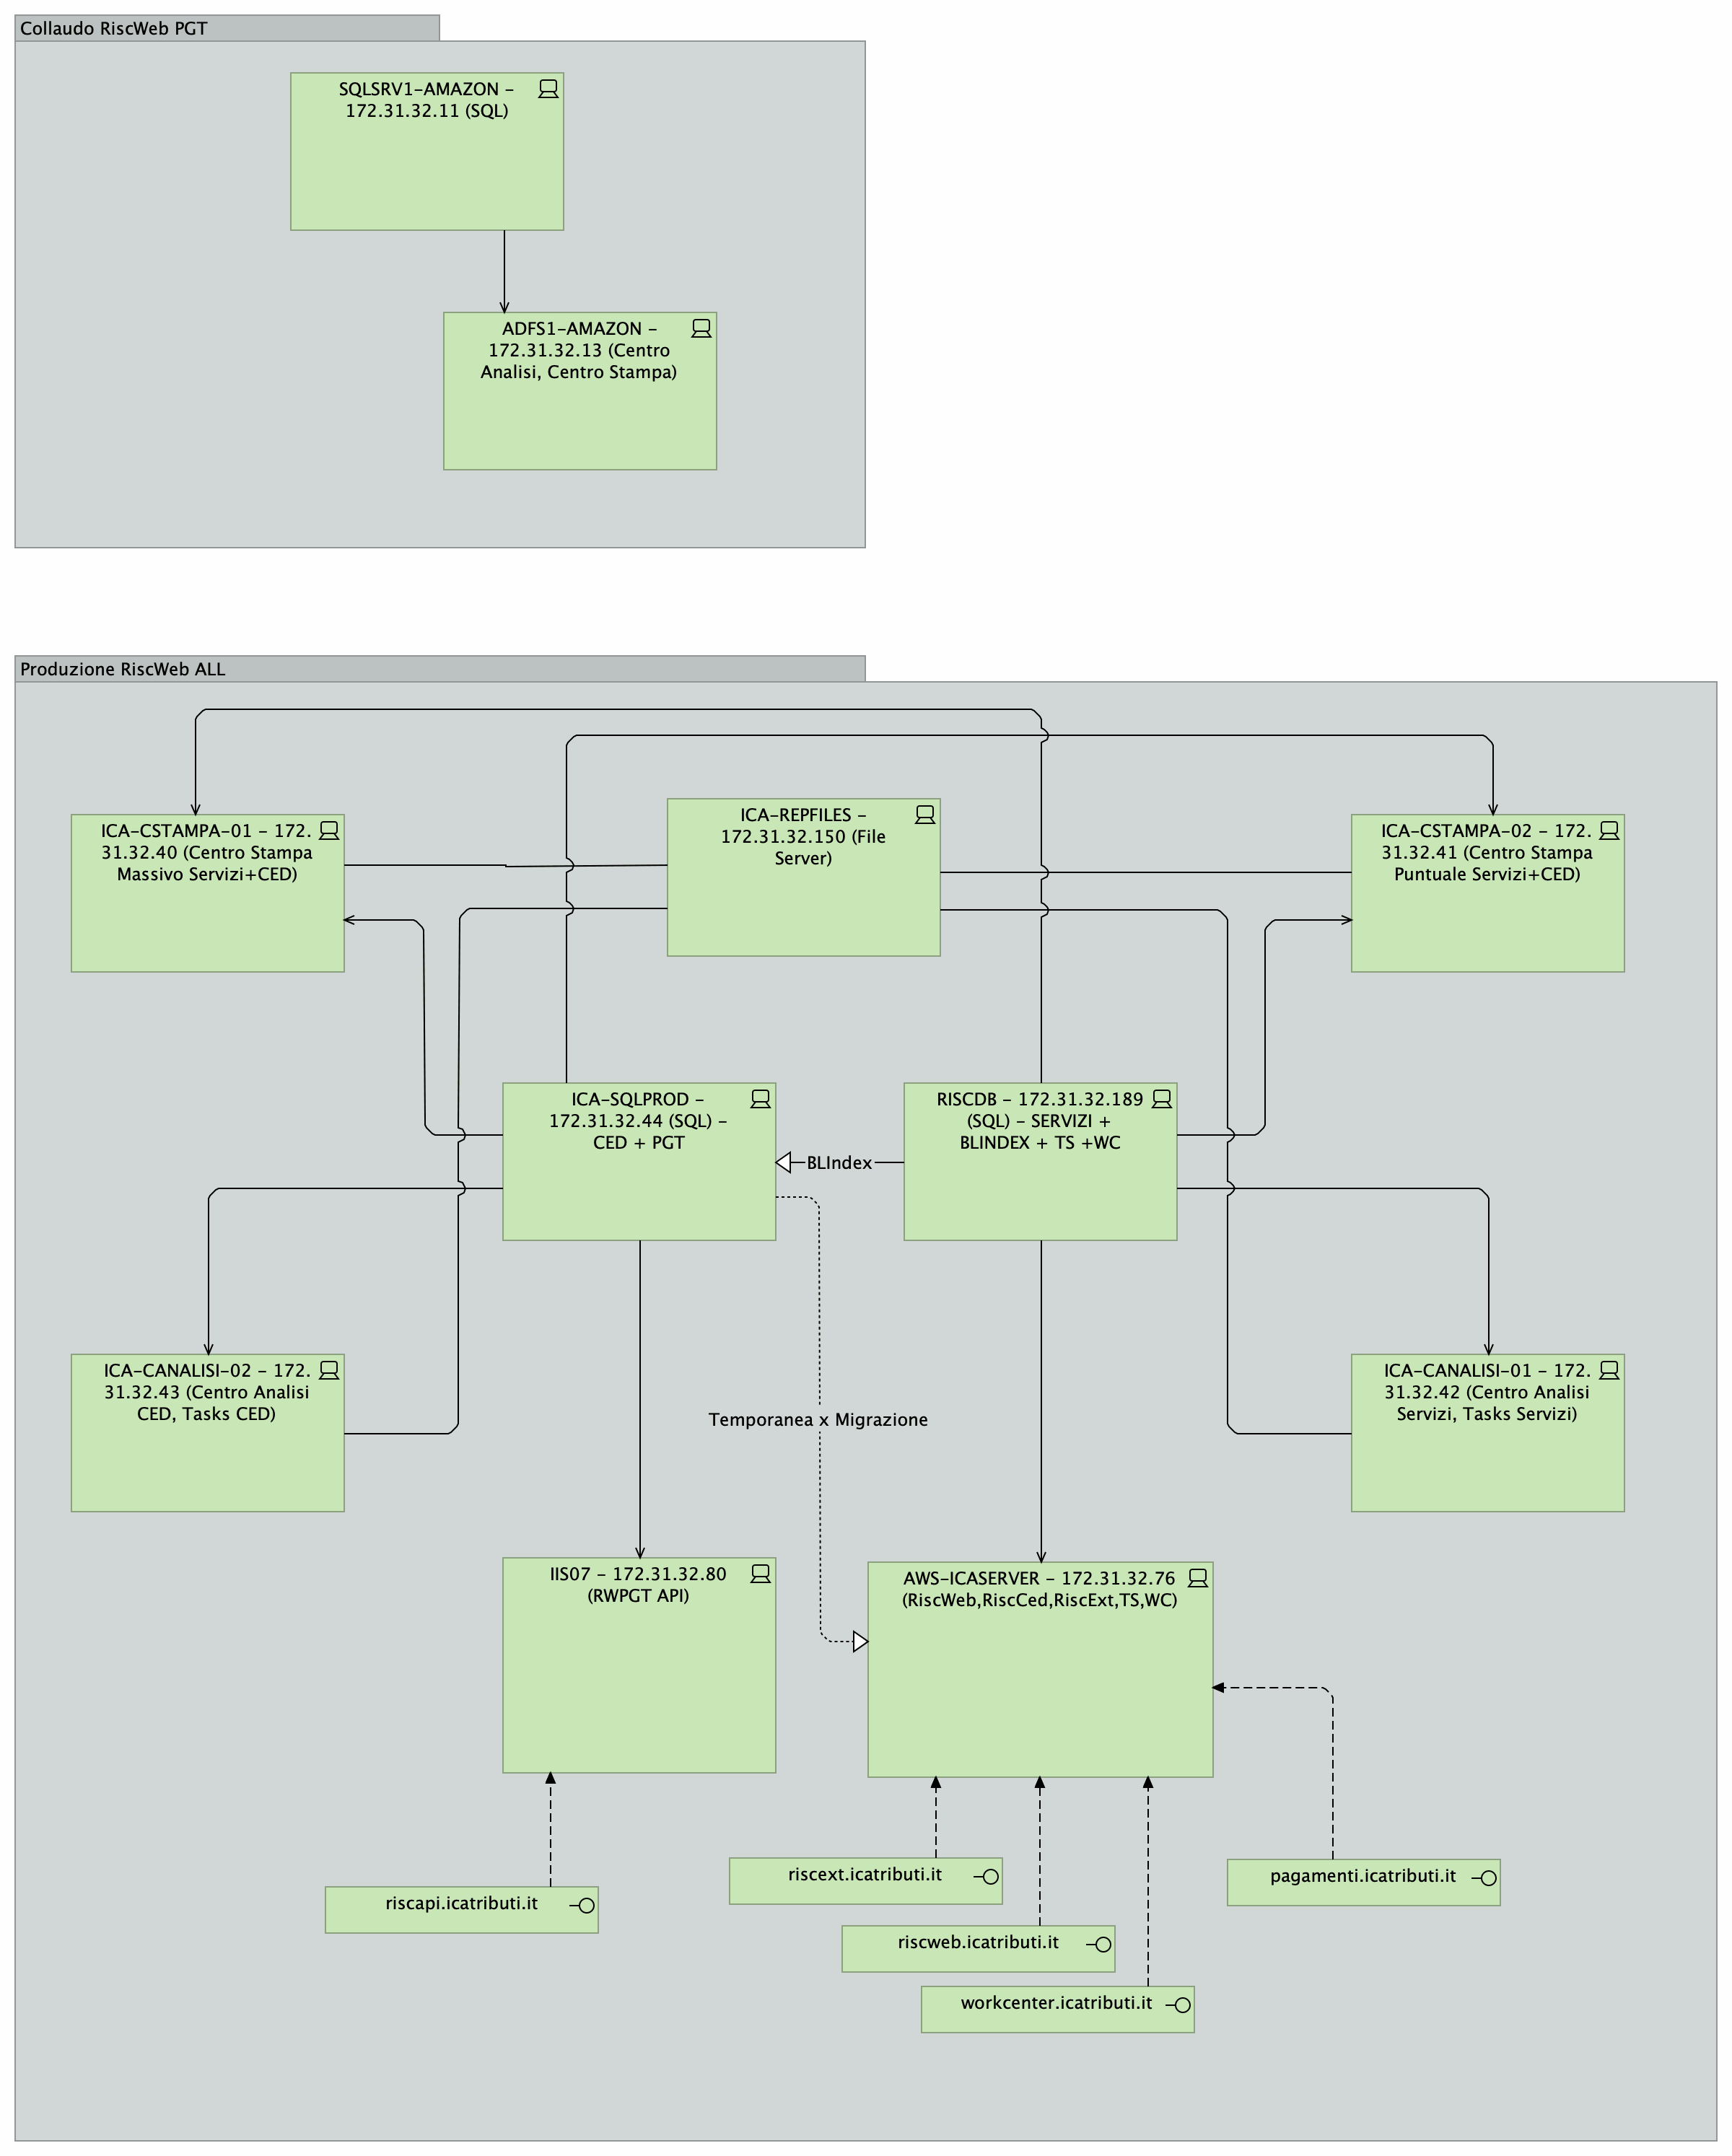 Collaudo RiscWeb PGT
SQLSRV1-AMAZON –
172.31.32.11 (SQL)
ADFS1-AMAZON –
172.31.32.13 (Centro
Analisi, Centro Stampa)
Produzione RiscWeb ALL
ICA-CSTAMPA-01 – 172.
31.32.40 (Centro Stampa
Massivo Servizi+CED)
ICA-REPFILES –
172.31.32.150 (File
Server)
ICA-CSTAMPA-02 – 172.
31.32.41 (Centro Stampa
Puntuale Servizi+CED)
ICA-SQLPROD –
172.31.32.44 (SQL) –
CED + PGT
BLIndex
RISCDB – 172.31.32.189
(SQL) – SERVIZI +
BLINDEX + TS +WC
ICA-CANALISI-02 – 172.
31.32.43 (Centro Analisi
CED, Tasks CED)
Temporanea x Migrazione
ICA-CANALISI-01 – 172.
31.32.42 (Centro Analisi
Servizi, Tasks Servizi)
IIS07 – 172.31.32.80
(RWPGT API)
AWS-ICASERVER – 172.31.32.76
(RiscWeb,RiscCed,RiscExt,TS,WC)
riscapi.icatributi.it
riscext.icatributi.it
pagamenti.icatributi.it
riscweb.icatributi.it
workcenter.icatributi.it